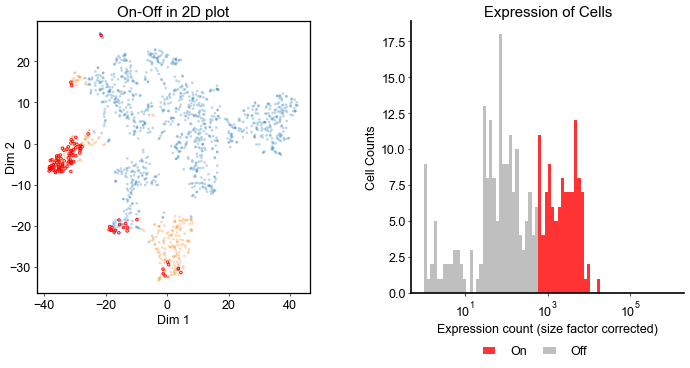 On-Off in 2D plot
Dim 2
20
10
0
−10
−20
−30
−40
−20
0
20
40
Dim 1
Expression of Cells
Cell Counts
17.5
15.0
12.5
10.0
7.5
5.0
2.5
0.0
10^1
10^3
10^5
Expression count (size factor corrected)
On
Off